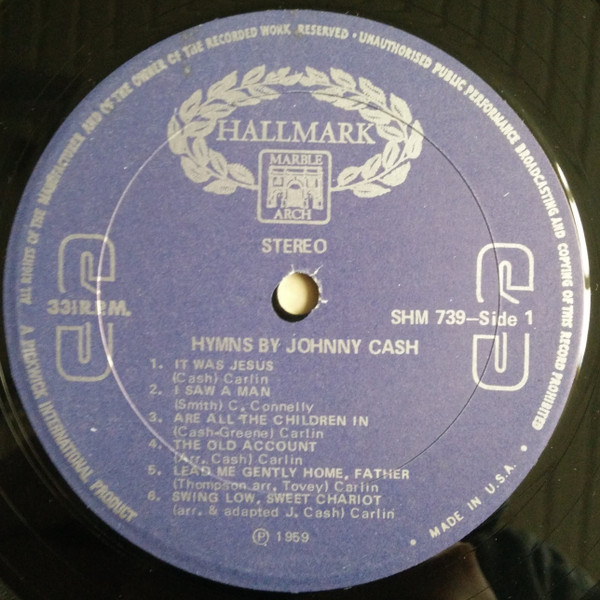 ALL RIGHTS OF THE MANUFACTURER AND OF THE OWNER OF THE RECORDED WORK RESERVED • UNAUTHORISED PUBLIC PERFORMANCE BROADCASTING AND COPYING OF THIS RECORD PROHIBITED
HALLMARK
MARBLE
ARCH
STEREO
33⅓ R.P.M.
SHM 739—Side 1
HYMNS BY JOHNNY CASH
1. IT WAS JESUS
(Cash) Carlin
2. I SAW A MAN
(Smith) C. Connelly
3. ARE ALL THE CHILDREN IN
(Cash-Greene) Carlin
4. THE OLD ACCOUNT
(Arr. Cash) Carlin
5. LEAD ME GENTLY HOME, FATHER
(Thompson arr. Tovey) Carlin
6. SWING LOW, SWEET CHARIOT
(arr. & adapted J. Cash) Carlin
Ⓟ 1959
A PICKWICK INTERNATIONAL PRODUCT
• MADE IN U.S.A. •